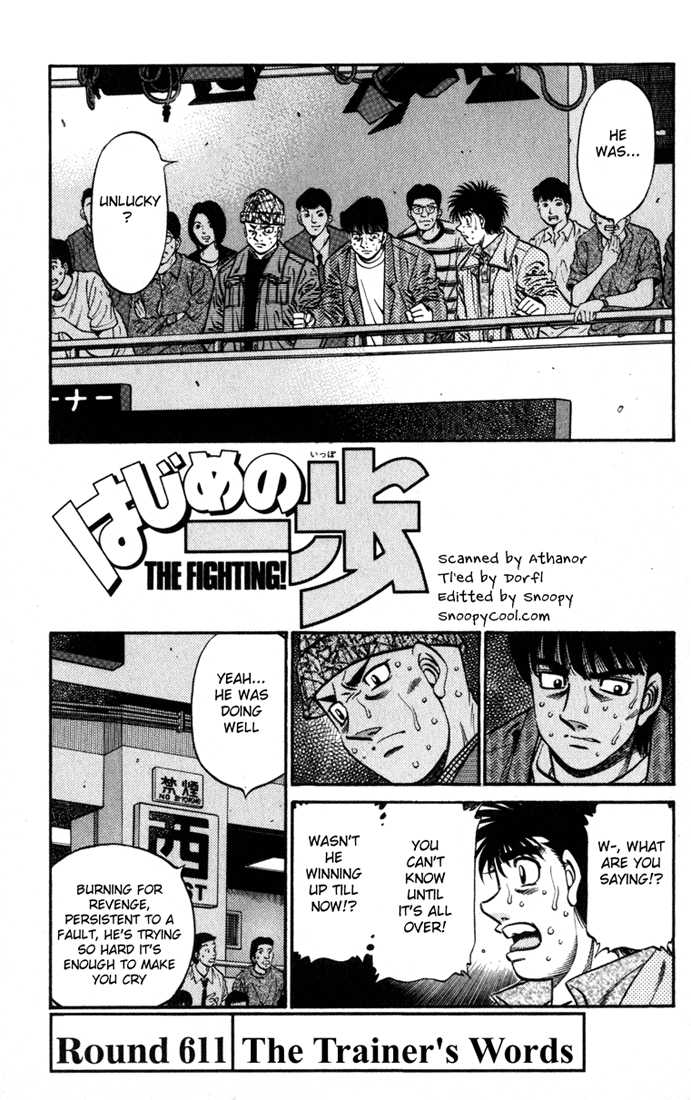 HE
WAS...
UNLUCKY
?
ーナー
はじめの一歩
いっぽ
THE FIGHTING!
Scanned by Athanor
Tl'ed by Dorfl
Editted by Snoopy
SnoopyCool.com
YEAH...
HE WAS
DOING
WELL
禁煙
NO SMOKING
西
ST
BURNING FOR
REVENGE,
PERSISTENT TO A
FAULT, HE'S TRYING
SO HARD IT'S
ENOUGH TO MAKE
YOU CRY
W-, WHAT
ARE YOU
SAYING!?
YOU
CAN'T
KNOW
UNTIL
IT'S ALL
OVER!
WASN'T
HE
WINNING
UP TILL
NOW!?
Round 611
The Trainer's Words